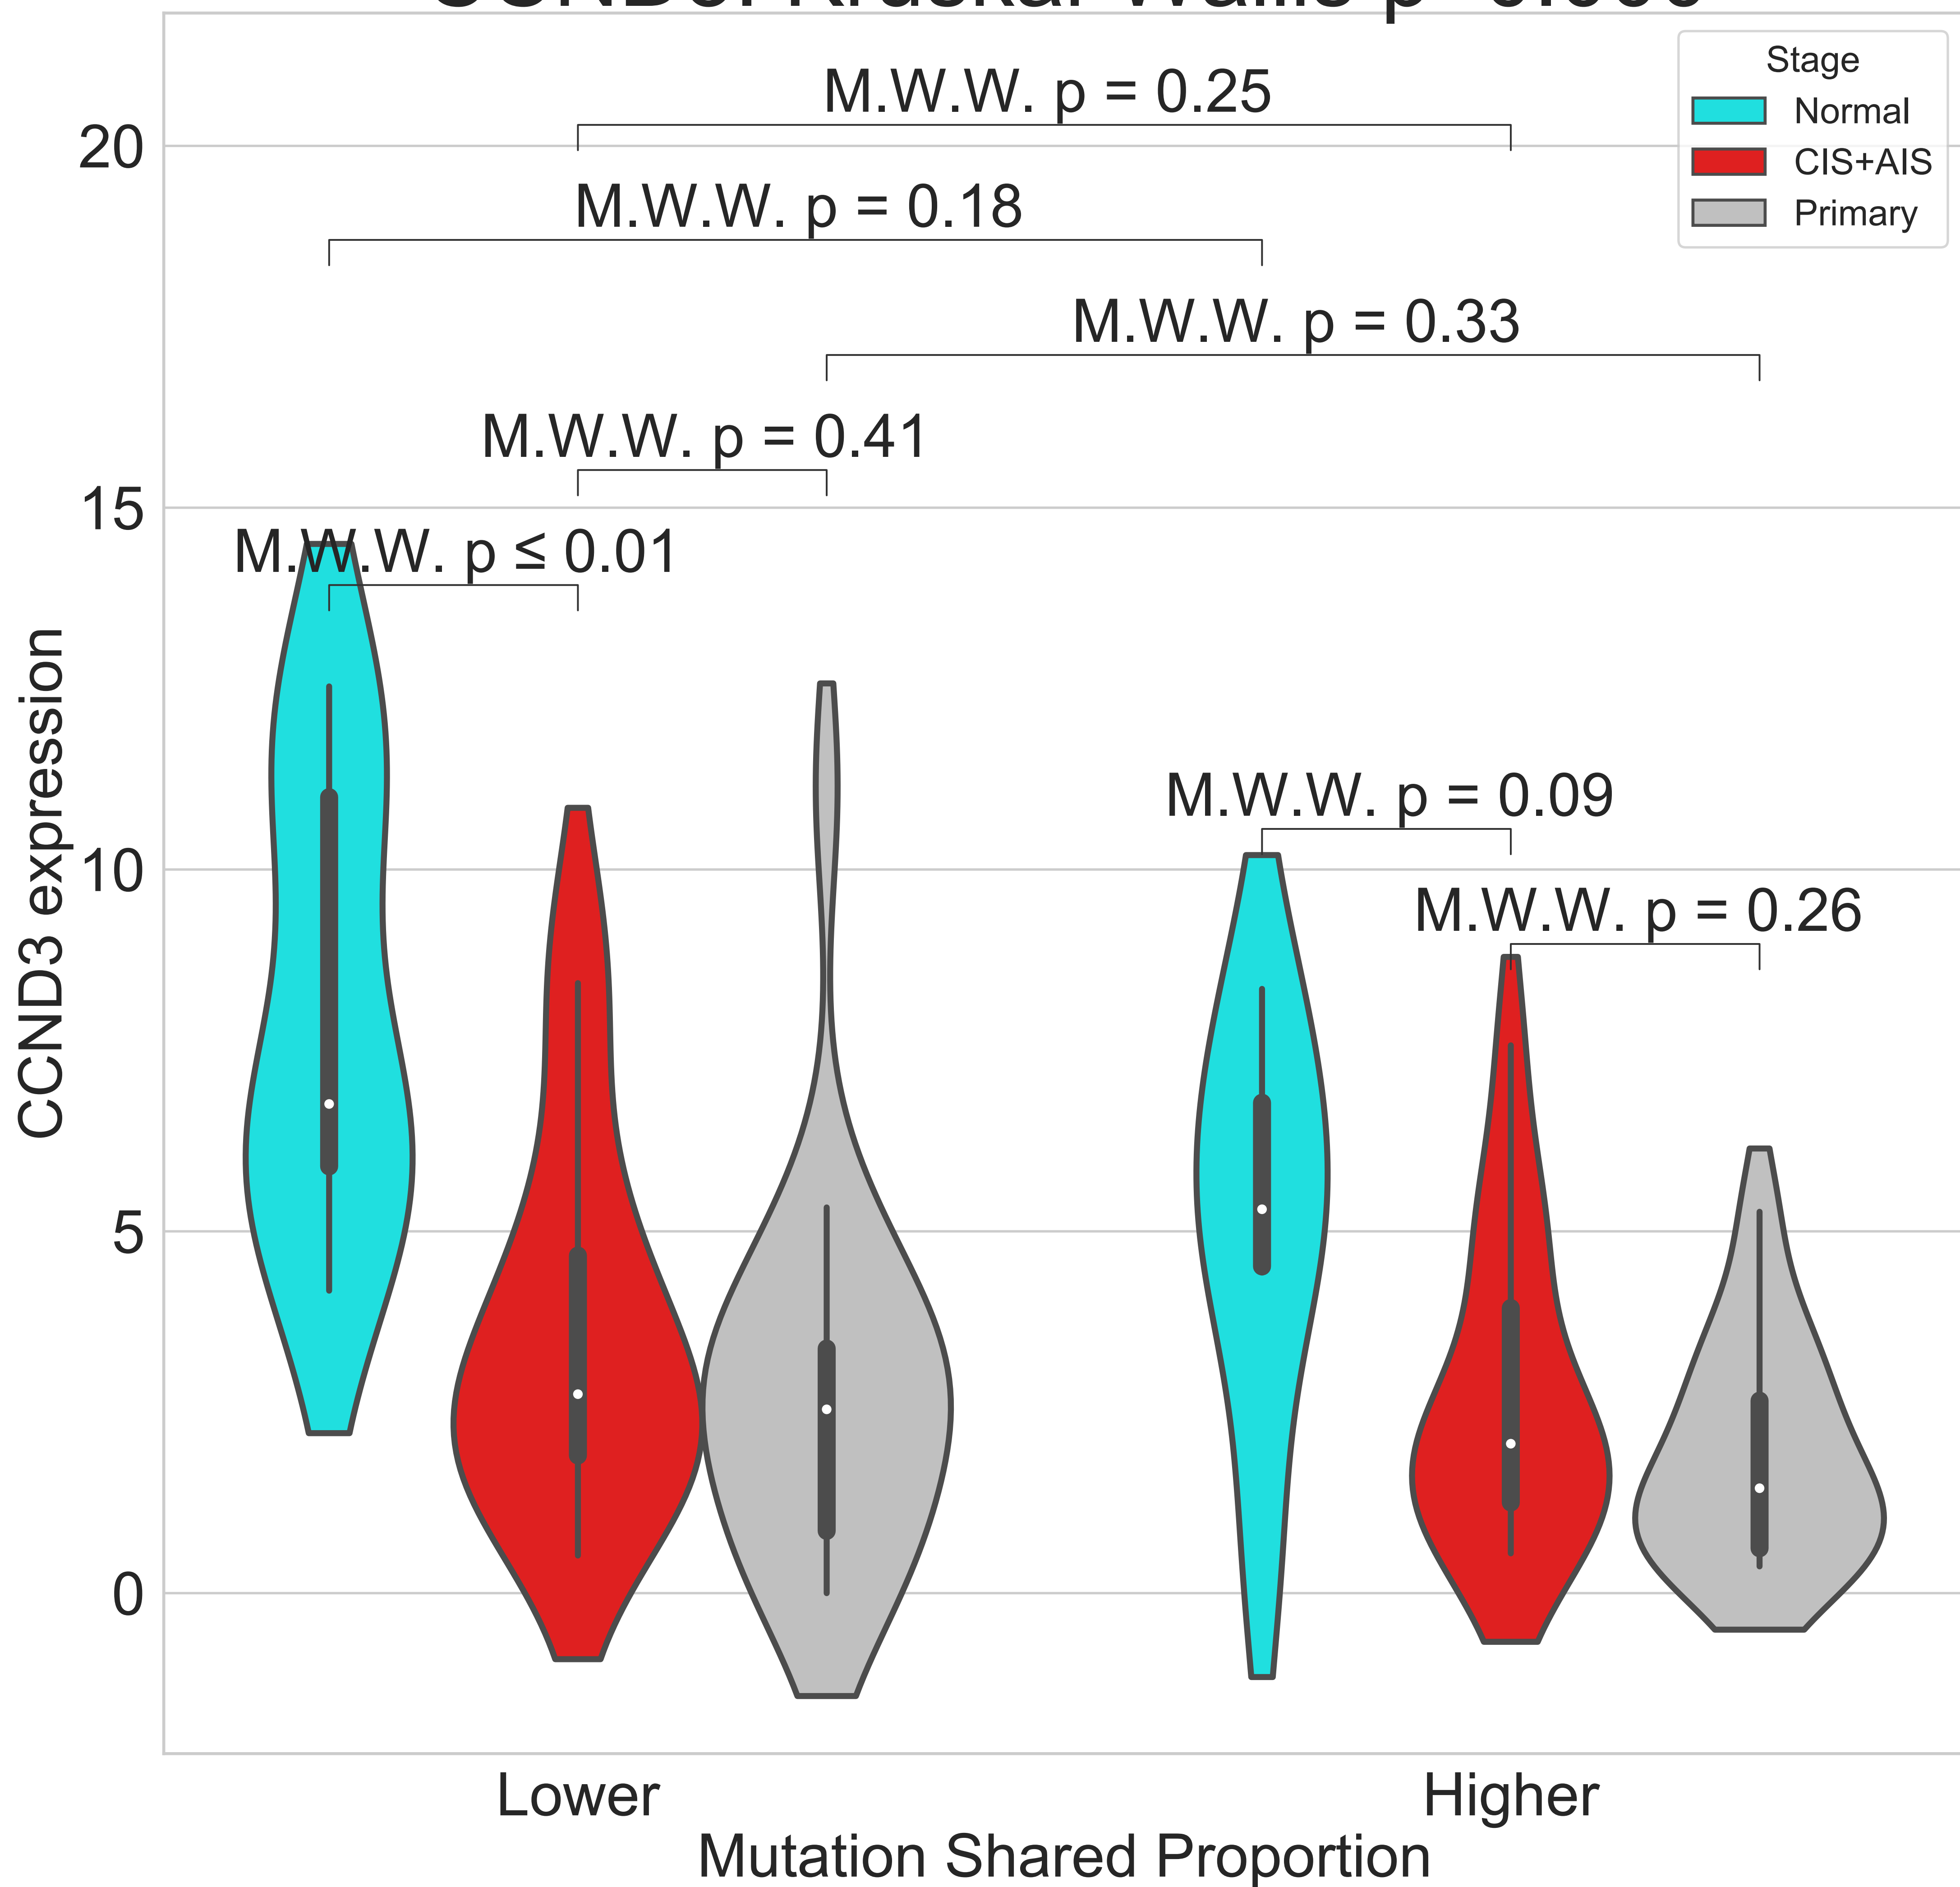 M.W.W. p = 0.25
M.W.W. p = 0.18
M.W.W. p = 0.33
M.W.W. p = 0.41
M.W.W. p ≤ 0.01
M.W.W. p = 0.09
M.W.W. p = 0.26
Stage
Normal
CIS+AIS
Primary
20
15
10
5
0
CCND3 expression
Lower
Higher
Mutation Shared Proportion